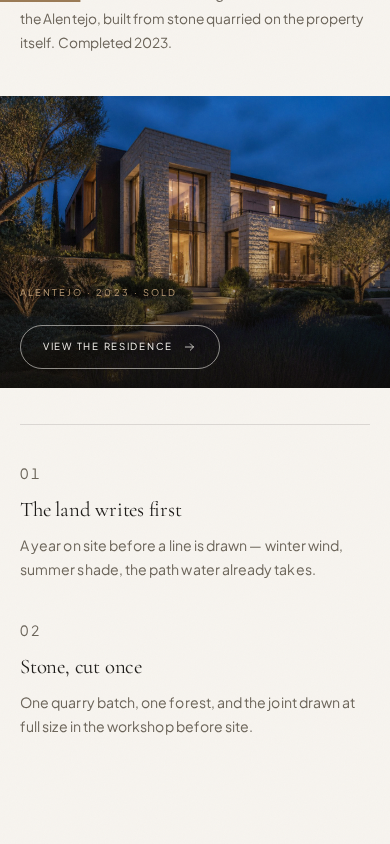 the Alentejo, built from stone quarried on the property
itself. Completed 2023.
ALENTEJO · 2023 · SOLD
VIEW THE RESIDENCE →
01
The land writes first
A year on site before a line is drawn — winter wind,
summer shade, the path water already takes.
02
Stone, cut once
One quarry batch, one forest, and the joint drawn at
full size in the workshop before site.